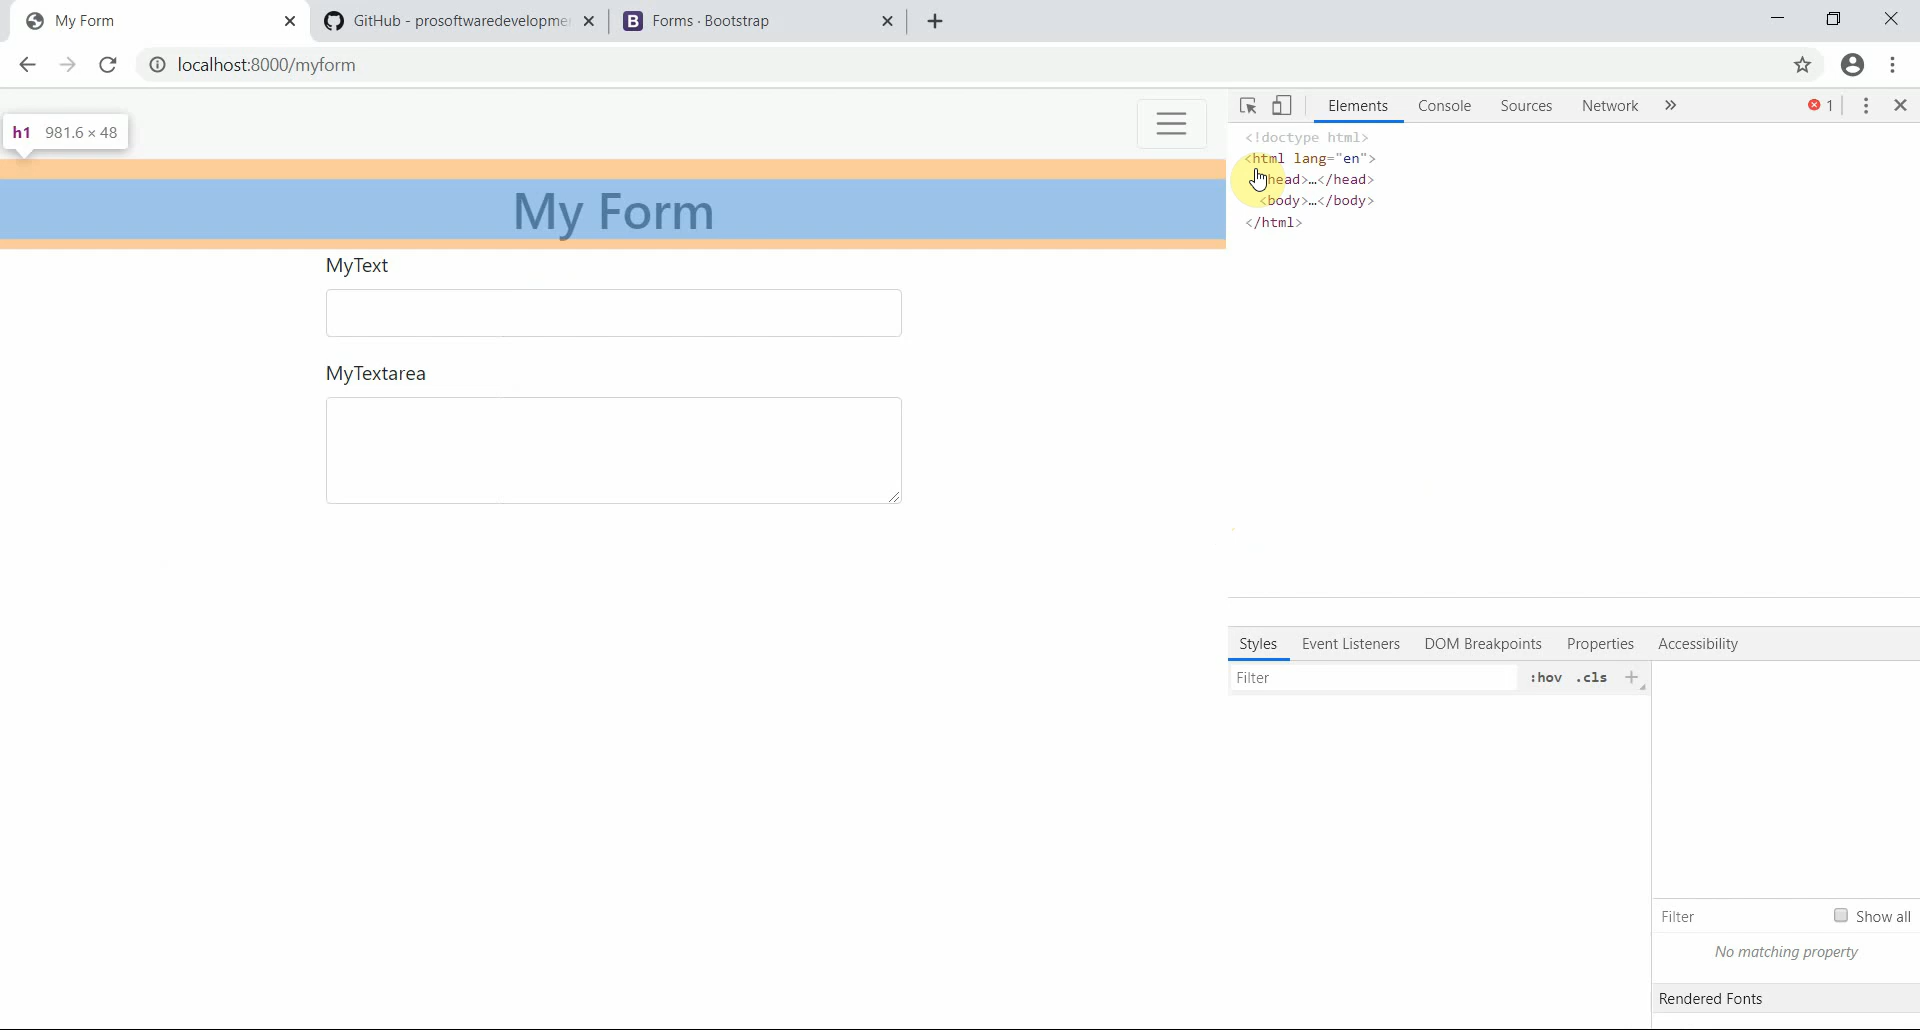 My Form
GitHub - prosoftwaredevelopme
B Forms · Bootstrap
localhost:8000/myform
h1 981.6 × 48
My Form
MyText
MyTextarea
Elements Console Sources Network » 1
<!doctype html>
<html lang="en">
head>…</head>
<body>…</body>
</html>
Styles Event Listeners DOM Breakpoints Properties Accessibility
Filter :hov .cls +
Filter Show all
No matching property
Rendered Fonts